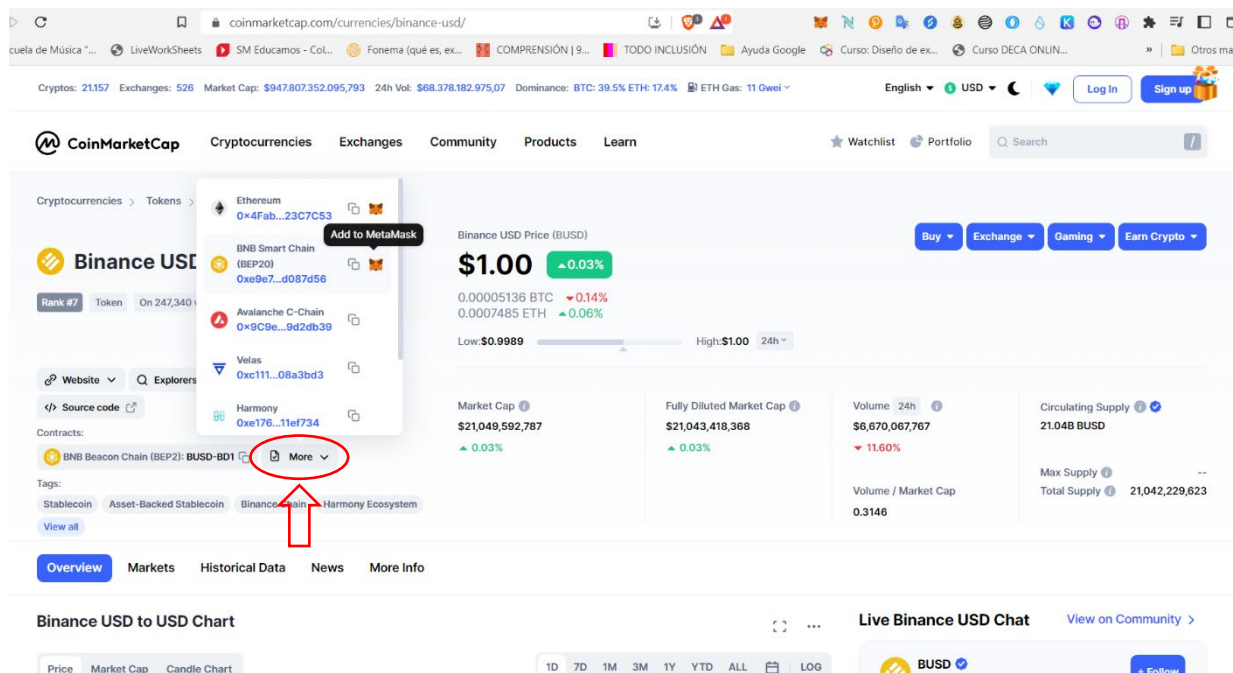 coinmarketcap.com/currencies/binance-usd/
cuela de Música "... LiveWorkSheets SM Educamos - Col... Fonema (qué es, ex... COMPRENSIÓN | 9... TODO INCLUSIÓN Ayuda Google Curso: Diseño de ex... Curso DECA ONLIN... » Otros ma
Cryptos: 21.157 Exchanges: 526 Market Cap: $947.807.352.095,793 24h Vol: $68.378.182.975,07 Dominance: BTC: 39.5% ETH: 17.4% ETH Gas: 11 Gwei English USD Log In Sign up
CoinMarketCap Cryptocurrencies Exchanges Community Products Learn Watchlist Portfolio Search /
Cryptocurrencies > Tokens >
Ethereum
0×4Fab...23C7C53
Add to MetaMask
BNB Smart Chain
(BEP20)
0xe9e7...d087d56
Avalanche C-Chain
0×9C9e...9d2db39
Velas
0xc111...08a3bd3
Harmony
0xe176...11ef734
Binance USD
Rank #7 Token On 247,340
Website Explorers
</> Source code
Contracts:
BNB Beacon Chain (BEP2): BUSD-BD1 More
Tags:
Stablecoin Asset-Backed Stablecoin Binance Chain Harmony Ecosystem
View all
Binance USD Price (BUSD)
$1.00 0.03%
0.00005136 BTC 0.14%
0.0007485 ETH 0.06%
Low:$0.9989 High:$1.00 24h
Buy Exchange Gaming Earn Crypto
Market Cap
$21,049,592,787
0.03%
Fully Diluted Market Cap
$21,043,418,368
0.03%
Volume 24h
$6,670,067,767
11.60%
Volume / Market Cap
0.3146
Circulating Supply
21.04B BUSD
Max Supply --
Total Supply 21,042,229,623
Overview Markets Historical Data News More Info
Binance USD to USD Chart
Price Market Cap Candle Chart
1D 7D 1M 3M 1Y YTD ALL LOG
Live Binance USD Chat View on Community >
BUSD
+ Follow